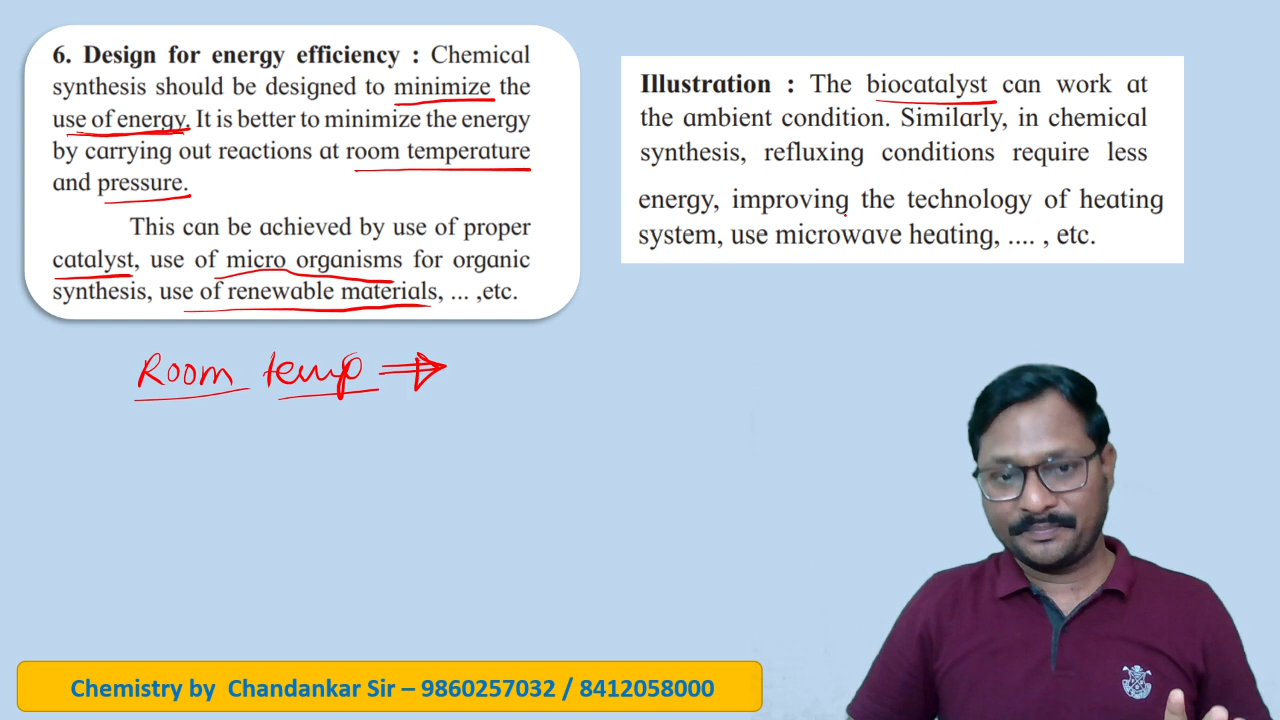 6. Design for energy efficiency : Chemical
synthesis should be designed to minimize the
use of energy. It is better to minimize the energy
by carrying out reactions at room temperature
and pressure.
This can be achieved by use of proper
catalyst, use of micro organisms for organic
synthesis, use of renewable materials, ... ,etc.
Room temp ⇒
Illustration : The biocatalyst can work at
the ambient condition. Similarly, in chemical
synthesis, refluxing conditions require less
energy, improving the technology of heating
system, use microwave heating, .... , etc.
Chemistry by Chandankar Sir – 9860257032 / 8412058000